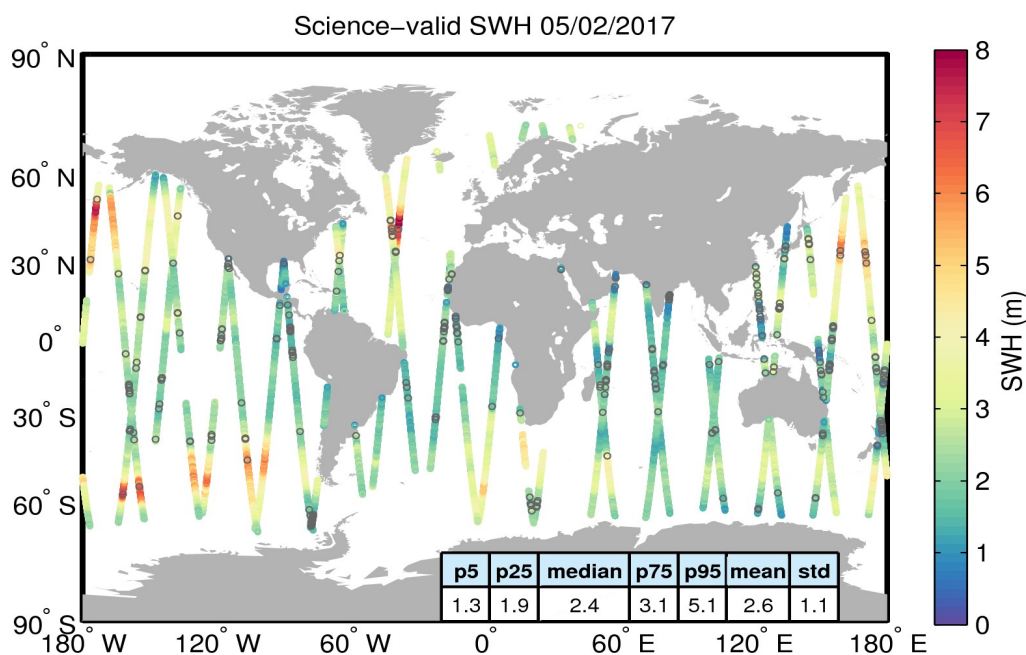 Science−valid SWH 05/02/2017
90° N
60° N
30° N
0°
30° S
60° S
90° S
180° W
120° W
60° W
0°
60° E
120° E
180° E
p5 p25 median p75 p95 mean std
1.3 1.9 2.4 3.1 5.1 2.6 1.1
8
7
6
5
4
3
2
1
0
SWH (m)